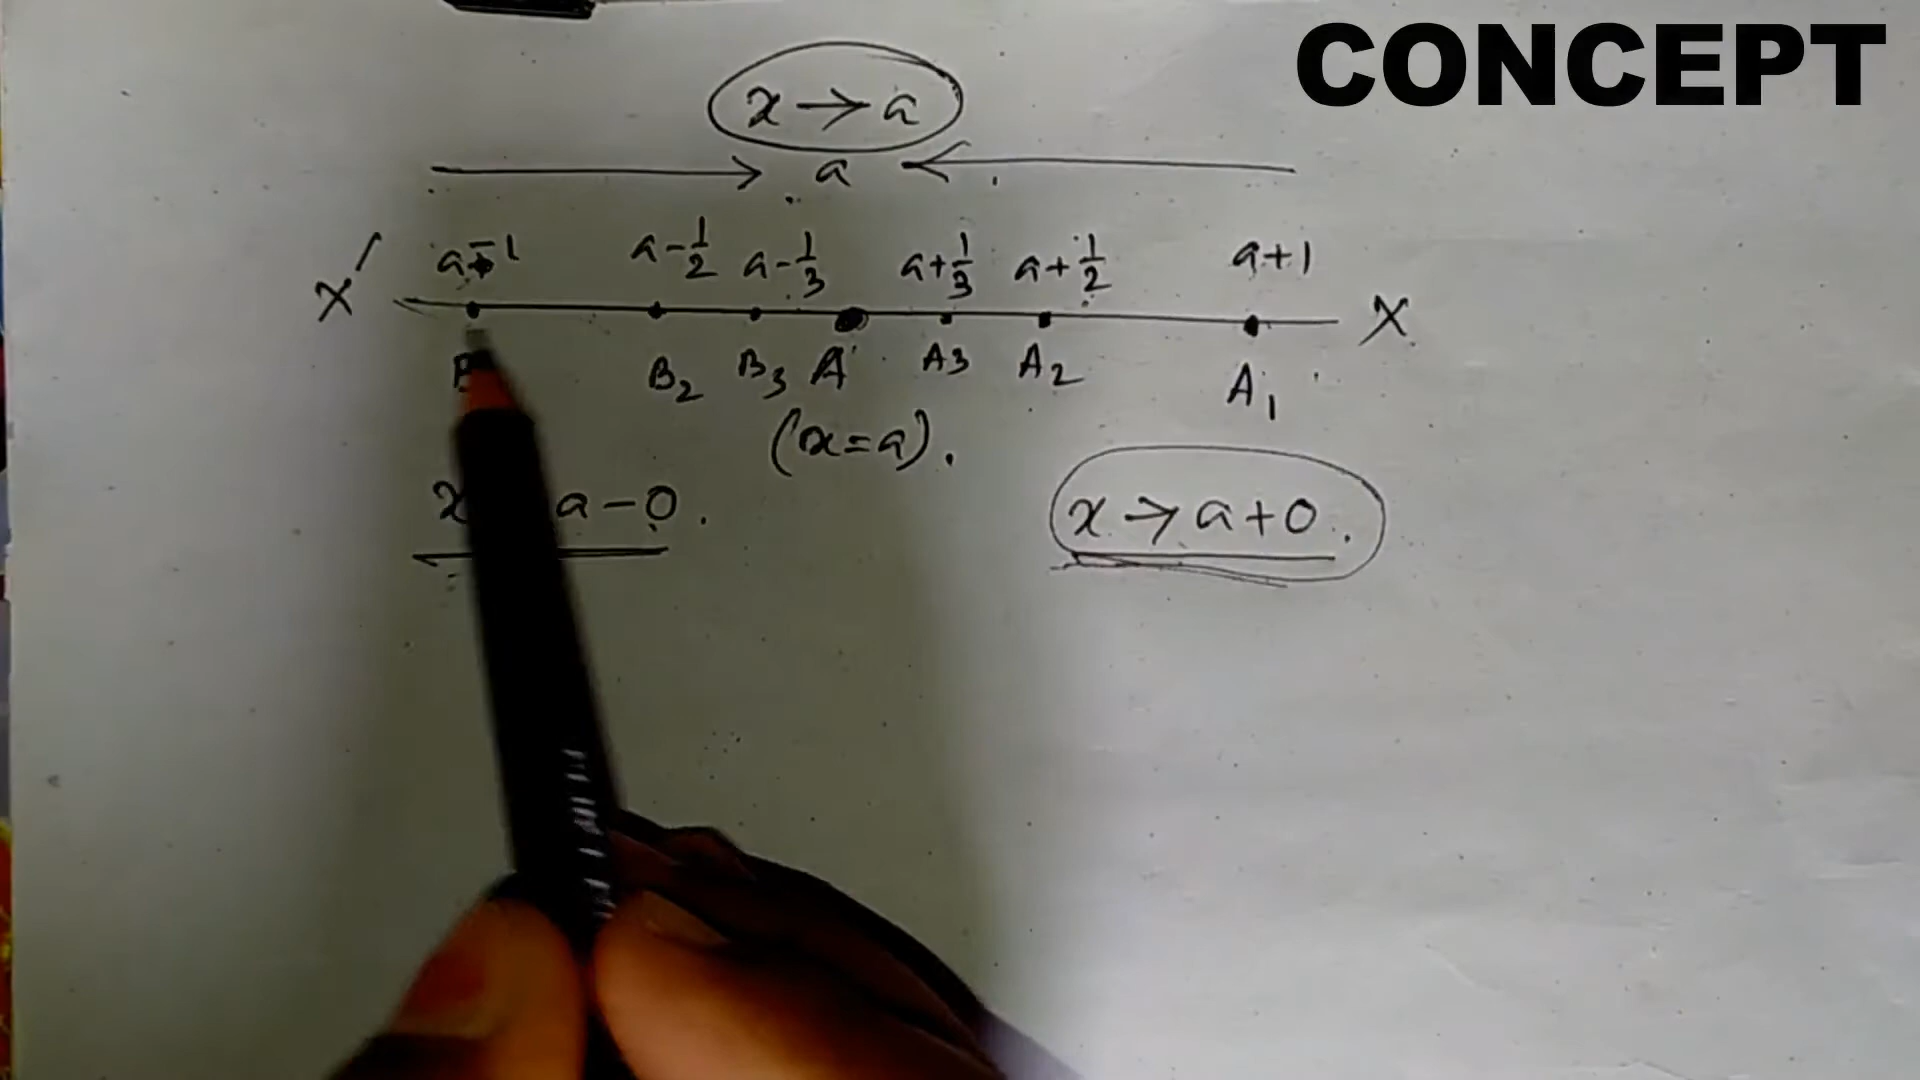 CONCEPT
x → a
a
a-1 a-1/2 a-1/3 a+1/3 a+1/2 a+1
X' X
B2 B3 A A3 A2 A1
(x=a).
x a-0. x → a+0.